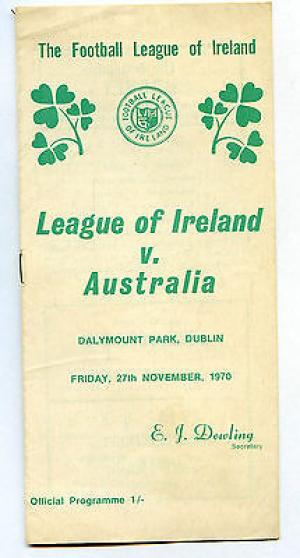 The Football League of Ireland
FOOTBALL LEAGUE
OF IRELAND
League of Ireland
v.
Australia
DALYMOUNT PARK, DUBLIN
FRIDAY, 27th NOVEMBER, 1970
E. J. Dowling
Secretary
Official Programme 1/-